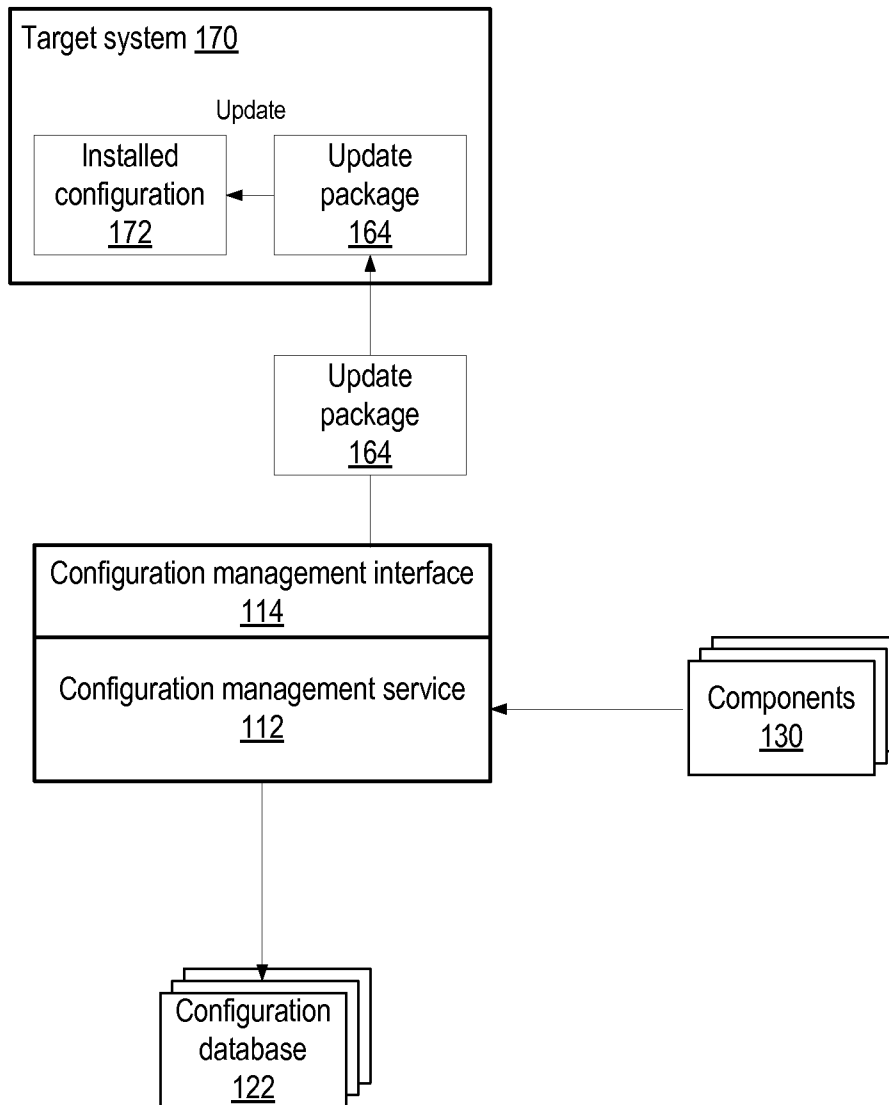 Target system 170
Update
Installed
configuration
172
Update
package
164
Update
package
164
Configuration management interface
114
Configuration management service
112
Components
130
Configuration
database
122